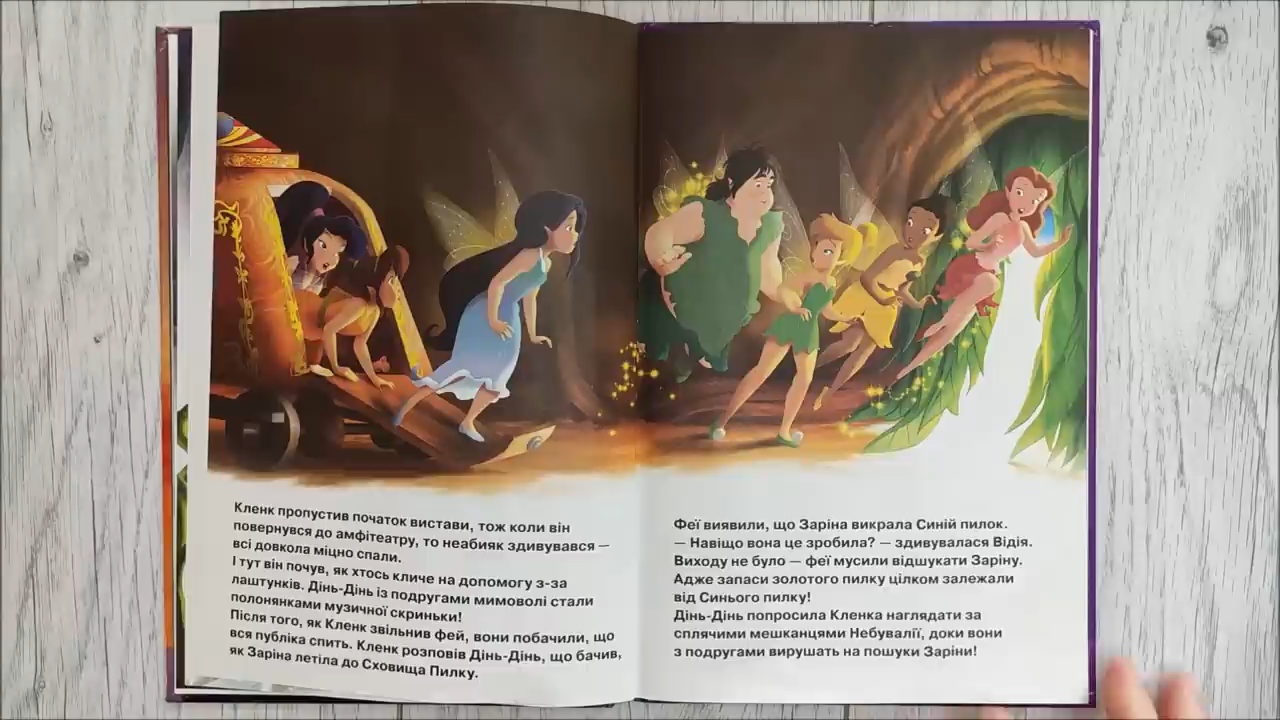 Кленк пропустив початок вистави, тож коли він
повернувся до амфітеатру, то неабияк здивувався —
всі довкола міцно спали.
І тут він почув, як хтось кличе на допомогу з-за
лаштунків. Дінь-Дінь із подругами мимоволі стали
полонянками музичної скриньки!
Після того, як Кленк звільнив фей, вони побачили, що
вся публіка спить. Кленк розповів Дінь-Дінь, що бачив,
як Заріна летіла до Сховища Пилку.
Феї виявили, що Заріна викрала Синій пилок.
— Навіщо вона це зробила? — здивувалася Відія.
Виходу не було — феї мусили відшукати Заріну.
Адже запаси золотого пилку цілком залежали
від Синього пилку!
Дінь-Дінь попросила Кленка наглядати за
сплячими мешканцями Небувалії, доки вони
з подругами вирушать на пошуки Заріни!